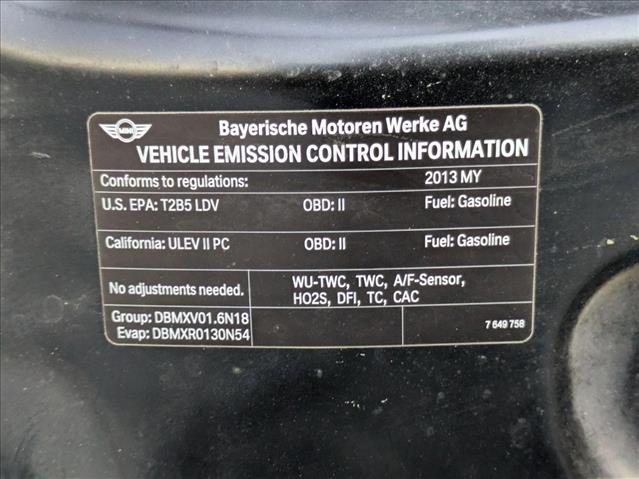 MINI
Bayerische Motoren Werke AG
VEHICLE EMISSION CONTROL INFORMATION
Conforms to regulations: 2013 MY
U.S. EPA: T2B5 LDV OBD: II Fuel: Gasoline
California: ULEV II PC OBD: II Fuel: Gasoline
No adjustments needed.
WU-TWC, TWC, A/F-Sensor,
HO2S, DFI, TC, CAC
Group: DBMXV01.6N18
Evap: DBMXR0130N54
7 649 758